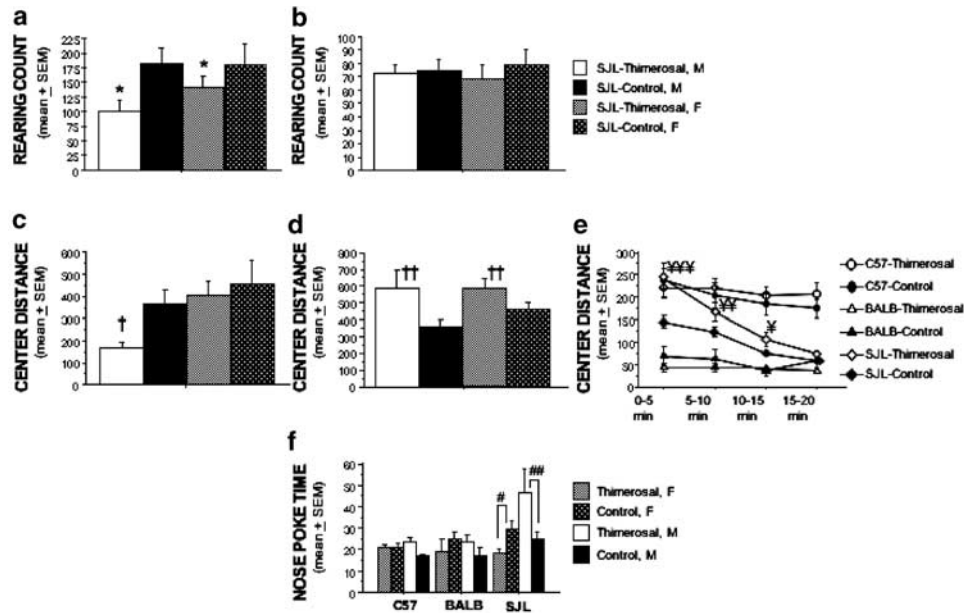 a
REARING COUNT
(mean ± SEM)
225
200
175
150
125
100
75
50
25
0
*
*
b
REARING COUNT
(mean ± SEM)
100
90
80
70
60
50
40
30
20
10
0
SJL-Thimerosal, M
SJL-Control, M
SJL-Thimerosal, F
SJL-Control, F
c
CENTER DISTANCE
(mean ± SEM)
600
500
400
300
200
100
0
†
d
CENTER DISTANCE
(mean ± SEM)
800
700
600
500
400
300
200
100
0
††
††
e
CENTER DISTANCE
(mean ± SEM)
300
250
200
150
100
50
0
¥¥¥
¥¥
¥
0-5 min
5-10 min
10-15 min
15-20 min
C57-Thimerosal
C57-Control
BALB-Thimerosal
BALB-Control
SJL-Thimerosal
SJL-Control
f
NOSE POKE TIME
(mean ± SEM)
60
50
40
30
20
10
0
#
##
C57 BALB SJL
Thimerosal, F
Control, F
Thimerosal, M
Control, M